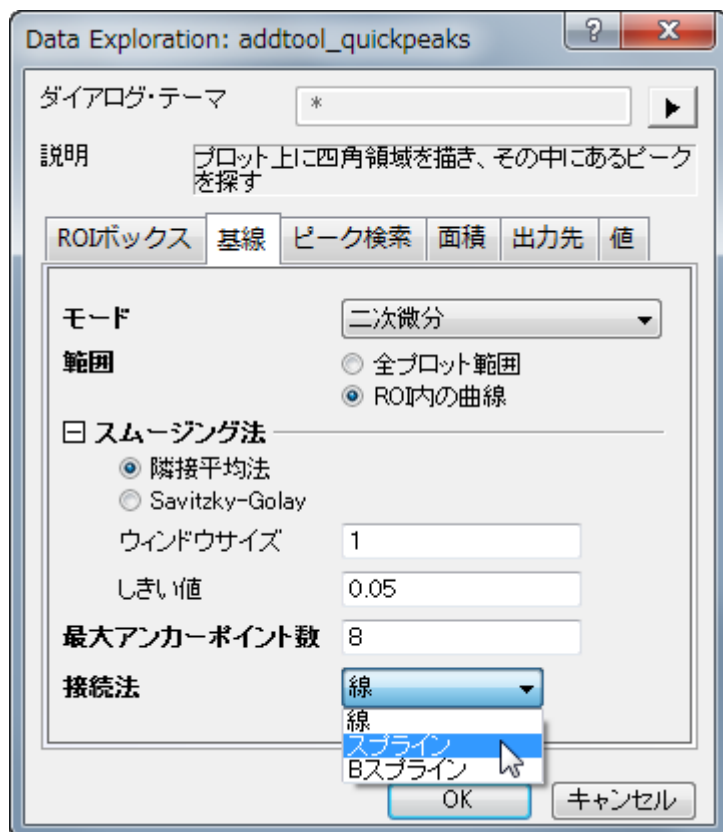 Data Exploration: addtool_quickpeaks
ダイアログ・テーマ *
説明 プロット上に四角領域を描き、その中にあるピーク
を探す
ROIボックス 基線 ピーク検索 面積 出力先 値
モード 二次微分
範囲 全プロット範囲
ROI内の曲線
スムージング法
隣接平均法
Savitzky-Golay
ウィンドウサイズ 1
しきい値 0.05
最大アンカーポイント数 8
接続法 線
線
スプライン
Bスプライン
OK キャンセル